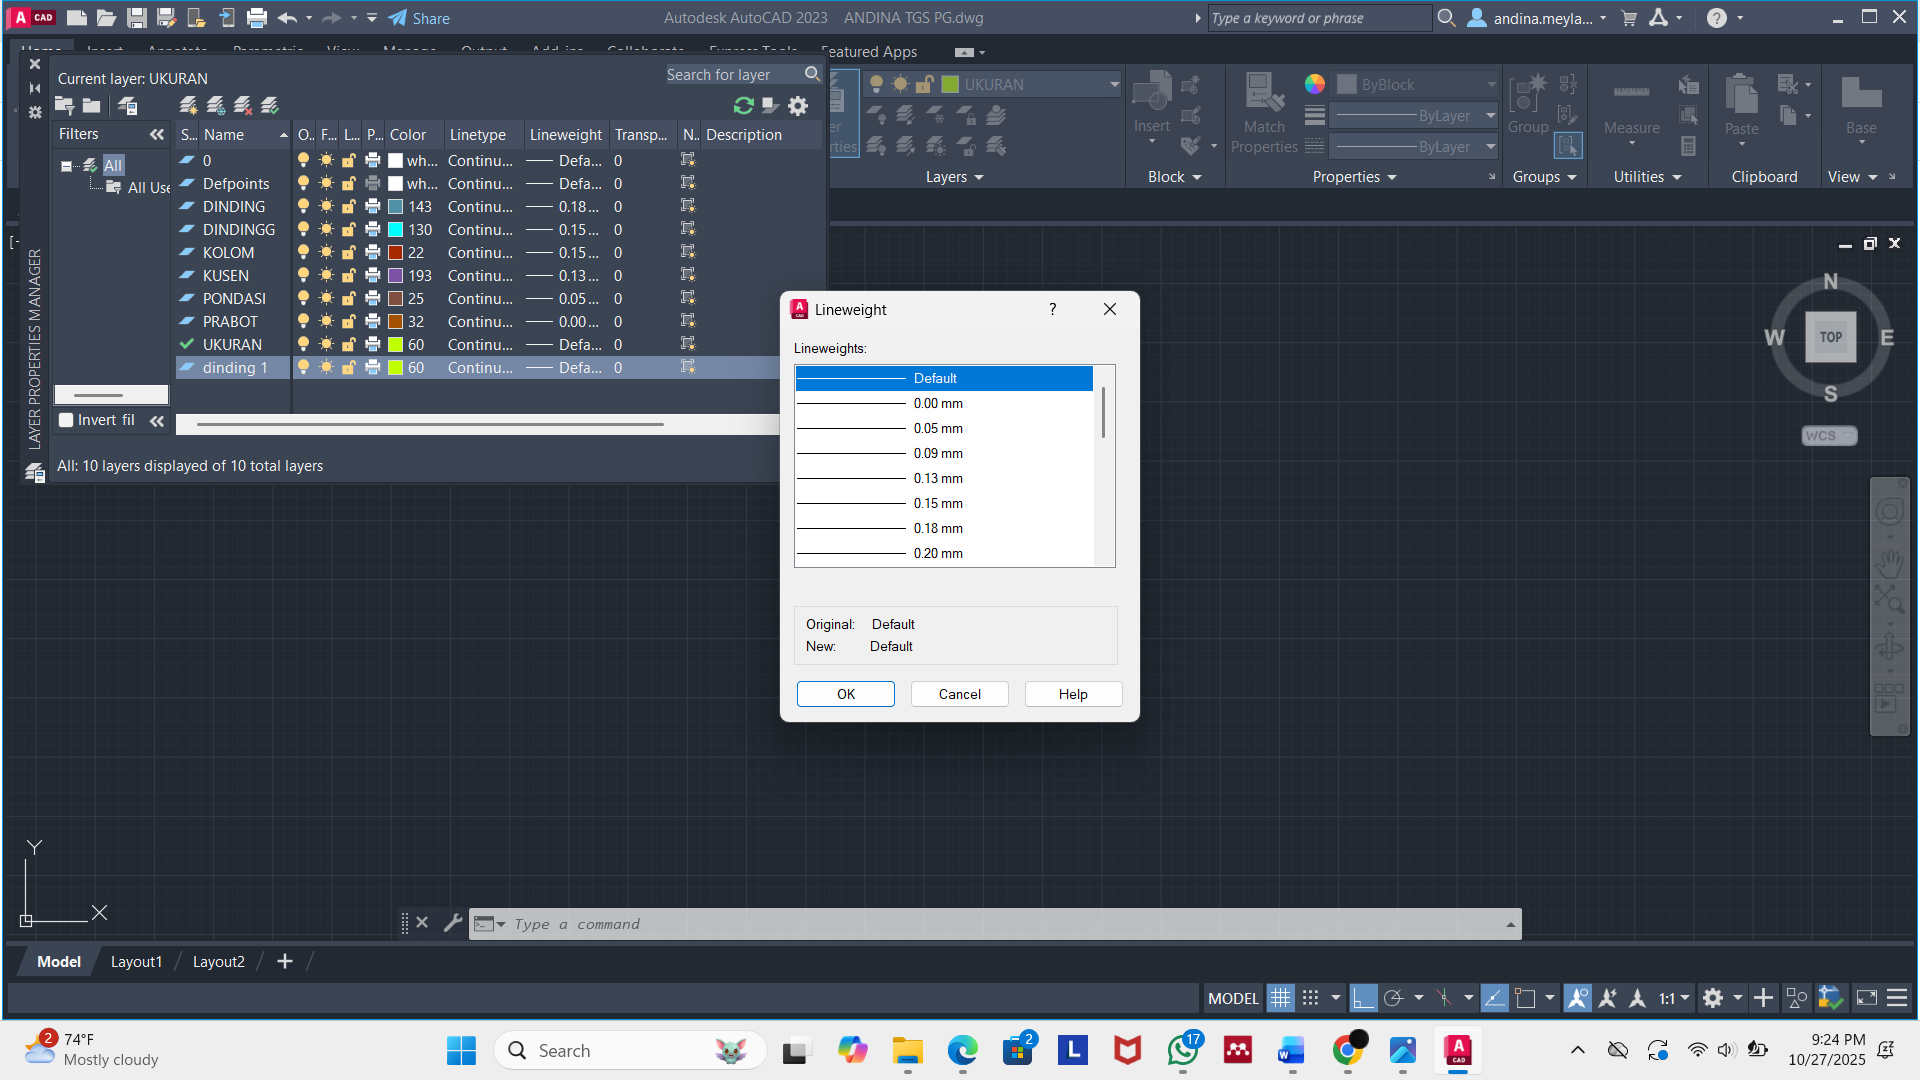 CAD
Share
Autodesk AutoCAD 2023 ANDINA TGS PG.dwg
Type a keyword or phrase
andina.meyla...
Featured Apps
Current layer: UKURAN
Search for layer
UKURAN
ByBlock
ByLayer
ByLayer
Insert
Match
Properties
Group
Measure
Paste
Base
Layers
Block
Properties
Groups
Utilities
Clipboard
View
Filters
All
All Use
Invert fil
S... Name O.. F... L... P... Color Linetype Lineweight Transp... N.. Description
0 wh... Continu... Defa... 0
Defpoints wh... Continu... Defa... 0
DINDING 143 Continu... 0.18 ... 0
DINDINGG 130 Continu... 0.15 ... 0
KOLOM 22 Continu... 0.15 ... 0
KUSEN 193 Continu... 0.13 ... 0
PONDASI 25 Continu... 0.05 ... 0
PRABOT 32 Continu... 0.00 ... 0
UKURAN 60 Continu... Defa... 0
dinding 1 60 Continu... Defa... 0
All: 10 layers displayed of 10 total layers
LAYER PROPERTIES MANAGER
Lineweight
?
Lineweights:
Default
0.00 mm
0.05 mm
0.09 mm
0.13 mm
0.15 mm
0.18 mm
0.20 mm
Original: Default
New: Default
OK Cancel Help
N
W TOP E
S
WCS
Y
X
Type a command
Model Layout1 Layout2
MODEL
1:1
2
74°F
Mostly cloudy
Search
2
17
9:24 PM
10/27/2025